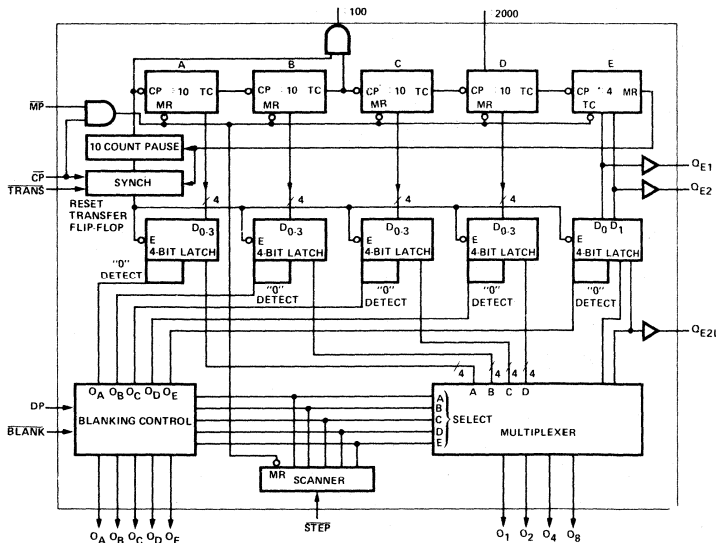 100 2000
A B C D E
CP ÷10 TC CP ÷10 TC CP ÷10 TC CP ÷10 TC CP ÷4 MR
MR MR MR MR TC
MP
10 COUNT PAUSE
CP
TRANS
SYNCH
RESET
TRANSFER
FLIP-FLOP
QE1
QE2
4 4 4 4
D0-3 D0-3 D0-3 D0-3 D0 D1
E E E E E
4-BIT LATCH 4-BIT LATCH 4-BIT LATCH 4-BIT LATCH 4-BIT LATCH
"0"
DETECT
"0"
DETECT
"0"
DETECT
"0"
DETECT
"0"
DETECT
QE2L
4 4 4 4
OA OB OC OD OE
A B C D
DP
BLANKING CONTROL
BLANK
A
B
C
D
E
SELECT
MULTIPLEXER
MR
SCANNER
STEP
OA OB OC OD OE
O1 O2 O4 O8